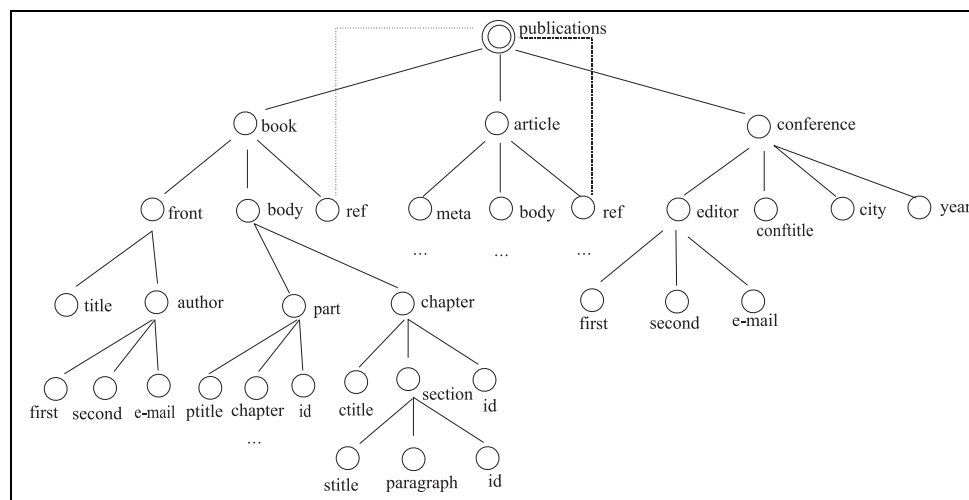 publications
book
article
conference
front
body
ref
meta
body
ref
editor
conftitle
city
year
...
...
...
title
author
part
chapter
first
second
e-mail
first
second
e-mail
ptitle
chapter
id
ctitle
section
id
...
stitle
paragraph
id